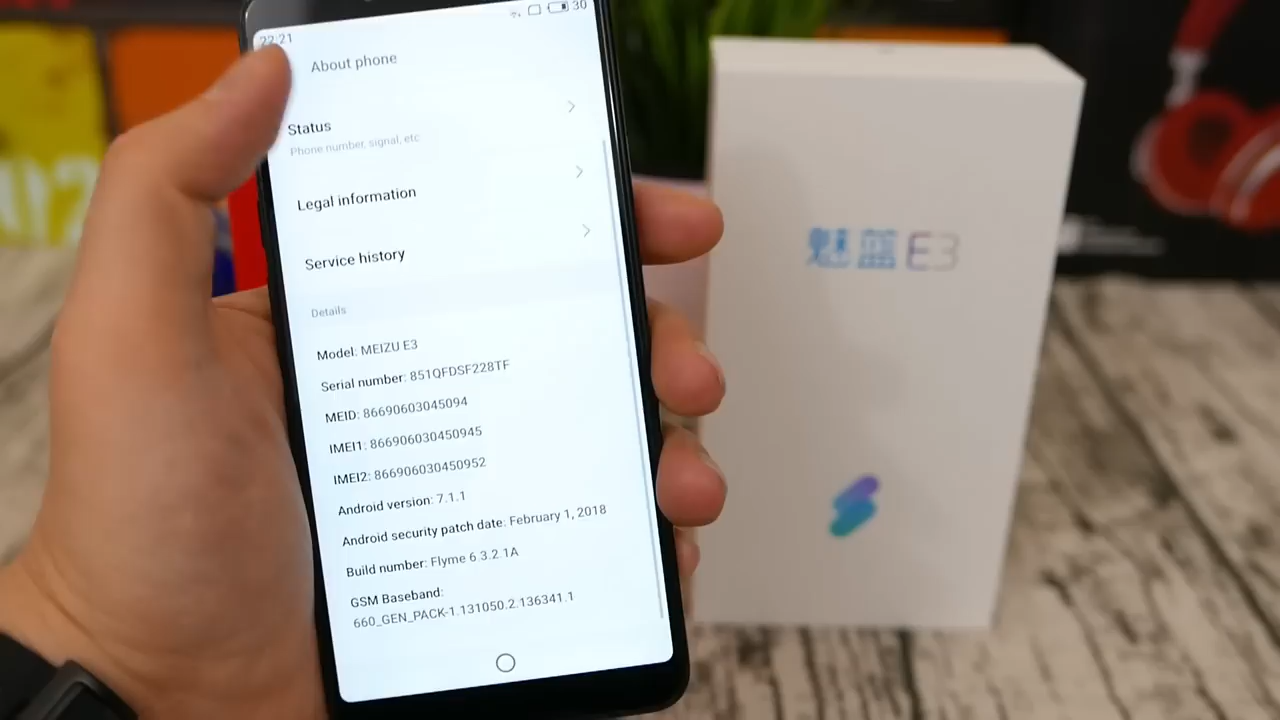 22:21
30
About phone
Status
Phone number, signal, etc
Legal information
Service history
Details
Model: MEIZU E3
Serial number: 851QFDSF228TF
MEID: 86690603045094
IMEI1: 866906030450945
IMEI2: 866906030450952
Android version: 7.1.1
Android security patch date: February 1, 2018
Build number: Flyme 6.3.2.1A
GSM Baseband:
660_GEN_PACK-1.131050.2.136341.1
魅蓝 E3